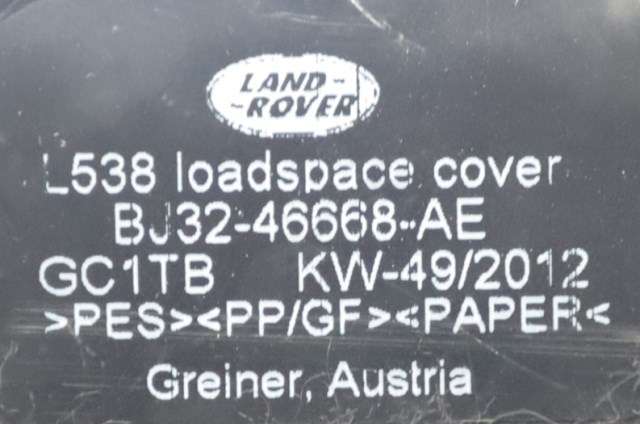 LAND-
-ROVER
L538 loadspace cover
BJ32-46668-AE
GC1TB KW-49/2012
>PES><PP/GF><PAPER<
Greiner, Austria